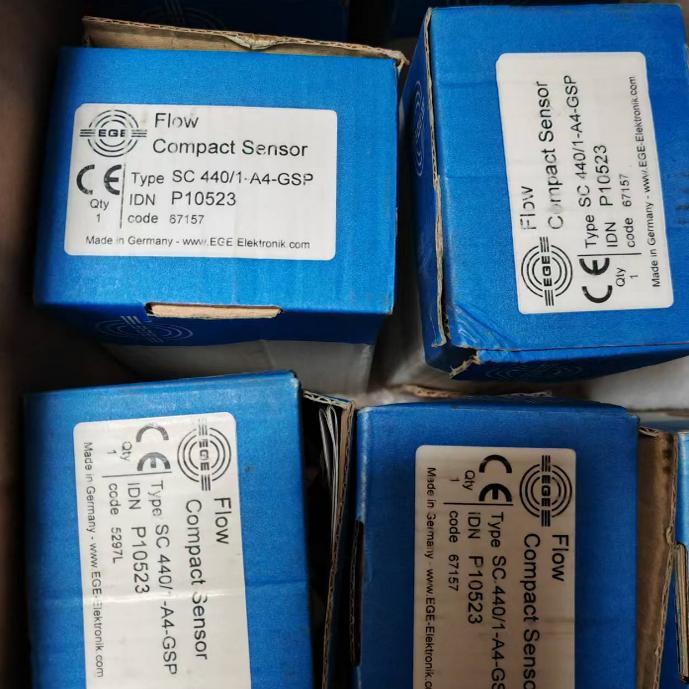 EGE
Flow
Compact Sensor
CE
Type SC 440/1-A4-GSP
Qty
1
IDN P10523
code 67157
Made in Germany - www.EGE-Elektronik.com
EGE
Flow
Compact Sensor
CE
Type SC 440/1-A4-GSP
Qty
1
IDN P10523
code 67157
Made in Germany - www.EGE-Elektronik.com
EGE
Flow
Compact Sensor
CE
Type SC 440/1-A4-GSP
Qty
1
IDN P10523
code 5297L
Made in Germany - www.EGE-Elektronik.com
EGE
Flow
Compact Senso
CE
Type SC 440/1-A4-GS
Qty
1
IDN P10523
code 67157
Made in Germany - www.EGE-Elektronik.c